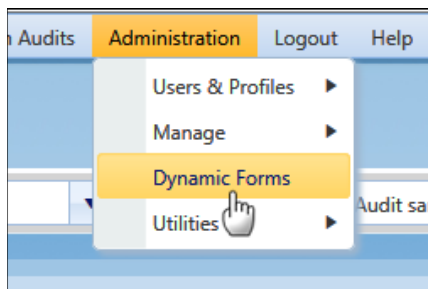 n Audits Administration Logout Help
Users & Profiles
Manage
Dynamic Forms
Utilities
Audit sa